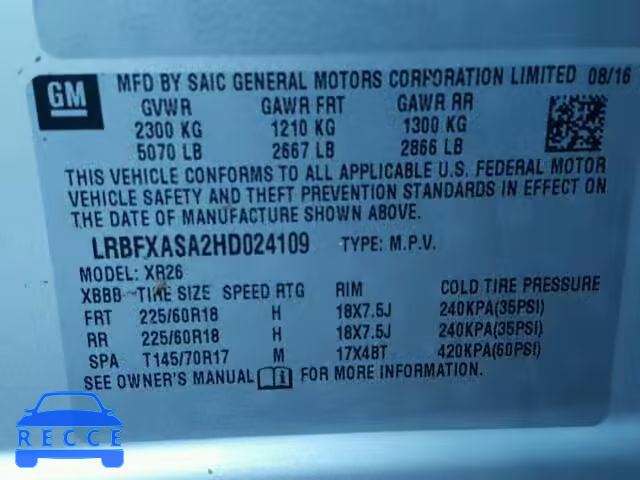 GM
MFD BY SAIC GENERAL MOTORS CORPORATION LIMITED 08/16
GVWR GAWR FRT GAWR RR
2300 KG 1210 KG 1300 KG
5070 LB 2667 LB 2866 LB
THIS VEHICLE CONFORMS TO ALL APPLICABLE U.S. FEDERAL MOTOR
VEHICLE SAFETY AND THEFT PREVENTION STANDARDS IN EFFECT ON
THE DATE OF MANUFACTURE SHOWN ABOVE.
LRBFXASA2HD024109 TYPE: M.P.V.
MODEL: XR26
XBBB TIRE SIZE SPEED RTG RIM COLD TIRE PRESSURE
FRT 225/60R18 H 18X7.5J 240KPA(35PSI)
RR 225/60R18 H 18X7.5J 240KPA(35PSI)
SPA T145/70R17 M 17X4BT 420KPA(60PSI)
SEE OWNER'S MANUAL FOR MORE INFORMATION.
RECCE